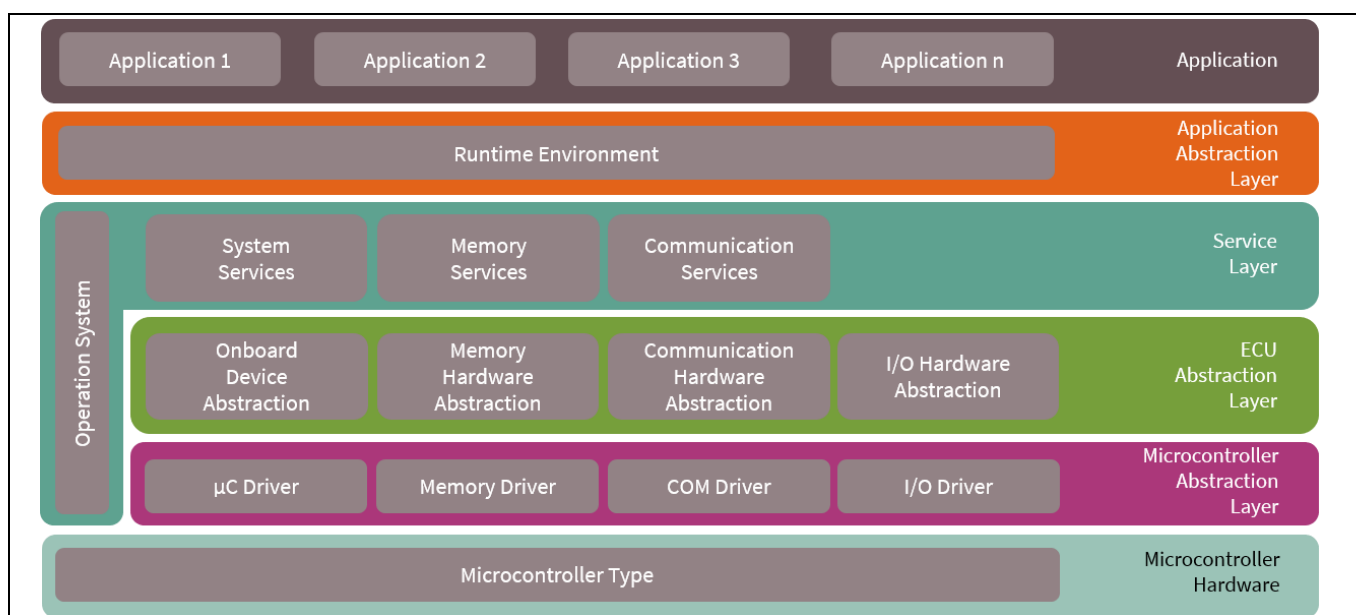 Application 1
Application 2
Application 3
Application n
Application
Runtime Environment
Application
Abstraction
Layer
Operation System
System
Services
Memory
Services
Communication
Services
Service
Layer
Onboard
Device
Abstraction
Memory
Hardware
Abstraction
Communication
Hardware
Abstraction
I/O Hardware
Abstraction
ECU
Abstraction
Layer
µC Driver
Memory Driver
COM Driver
I/O Driver
Microcontroller
Abstraction
Layer
Microcontroller Type
Microcontroller
Hardware